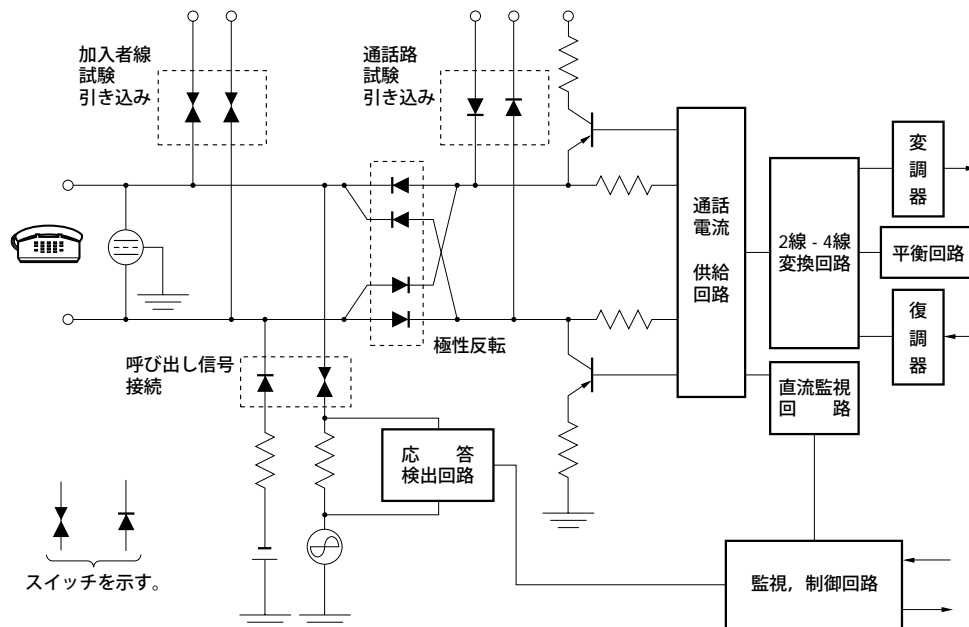 加入者線
試験
引き込み
通話路
試験
引き込み
通話
電流
供給
回路
2線 - 4線
変換回路
変
調
器
平衡回路
復
調
器
極性反転
呼び出し信号
接続
直流監視
回 路
応 答
検出回路
スイッチを示す。
監視，制御回路